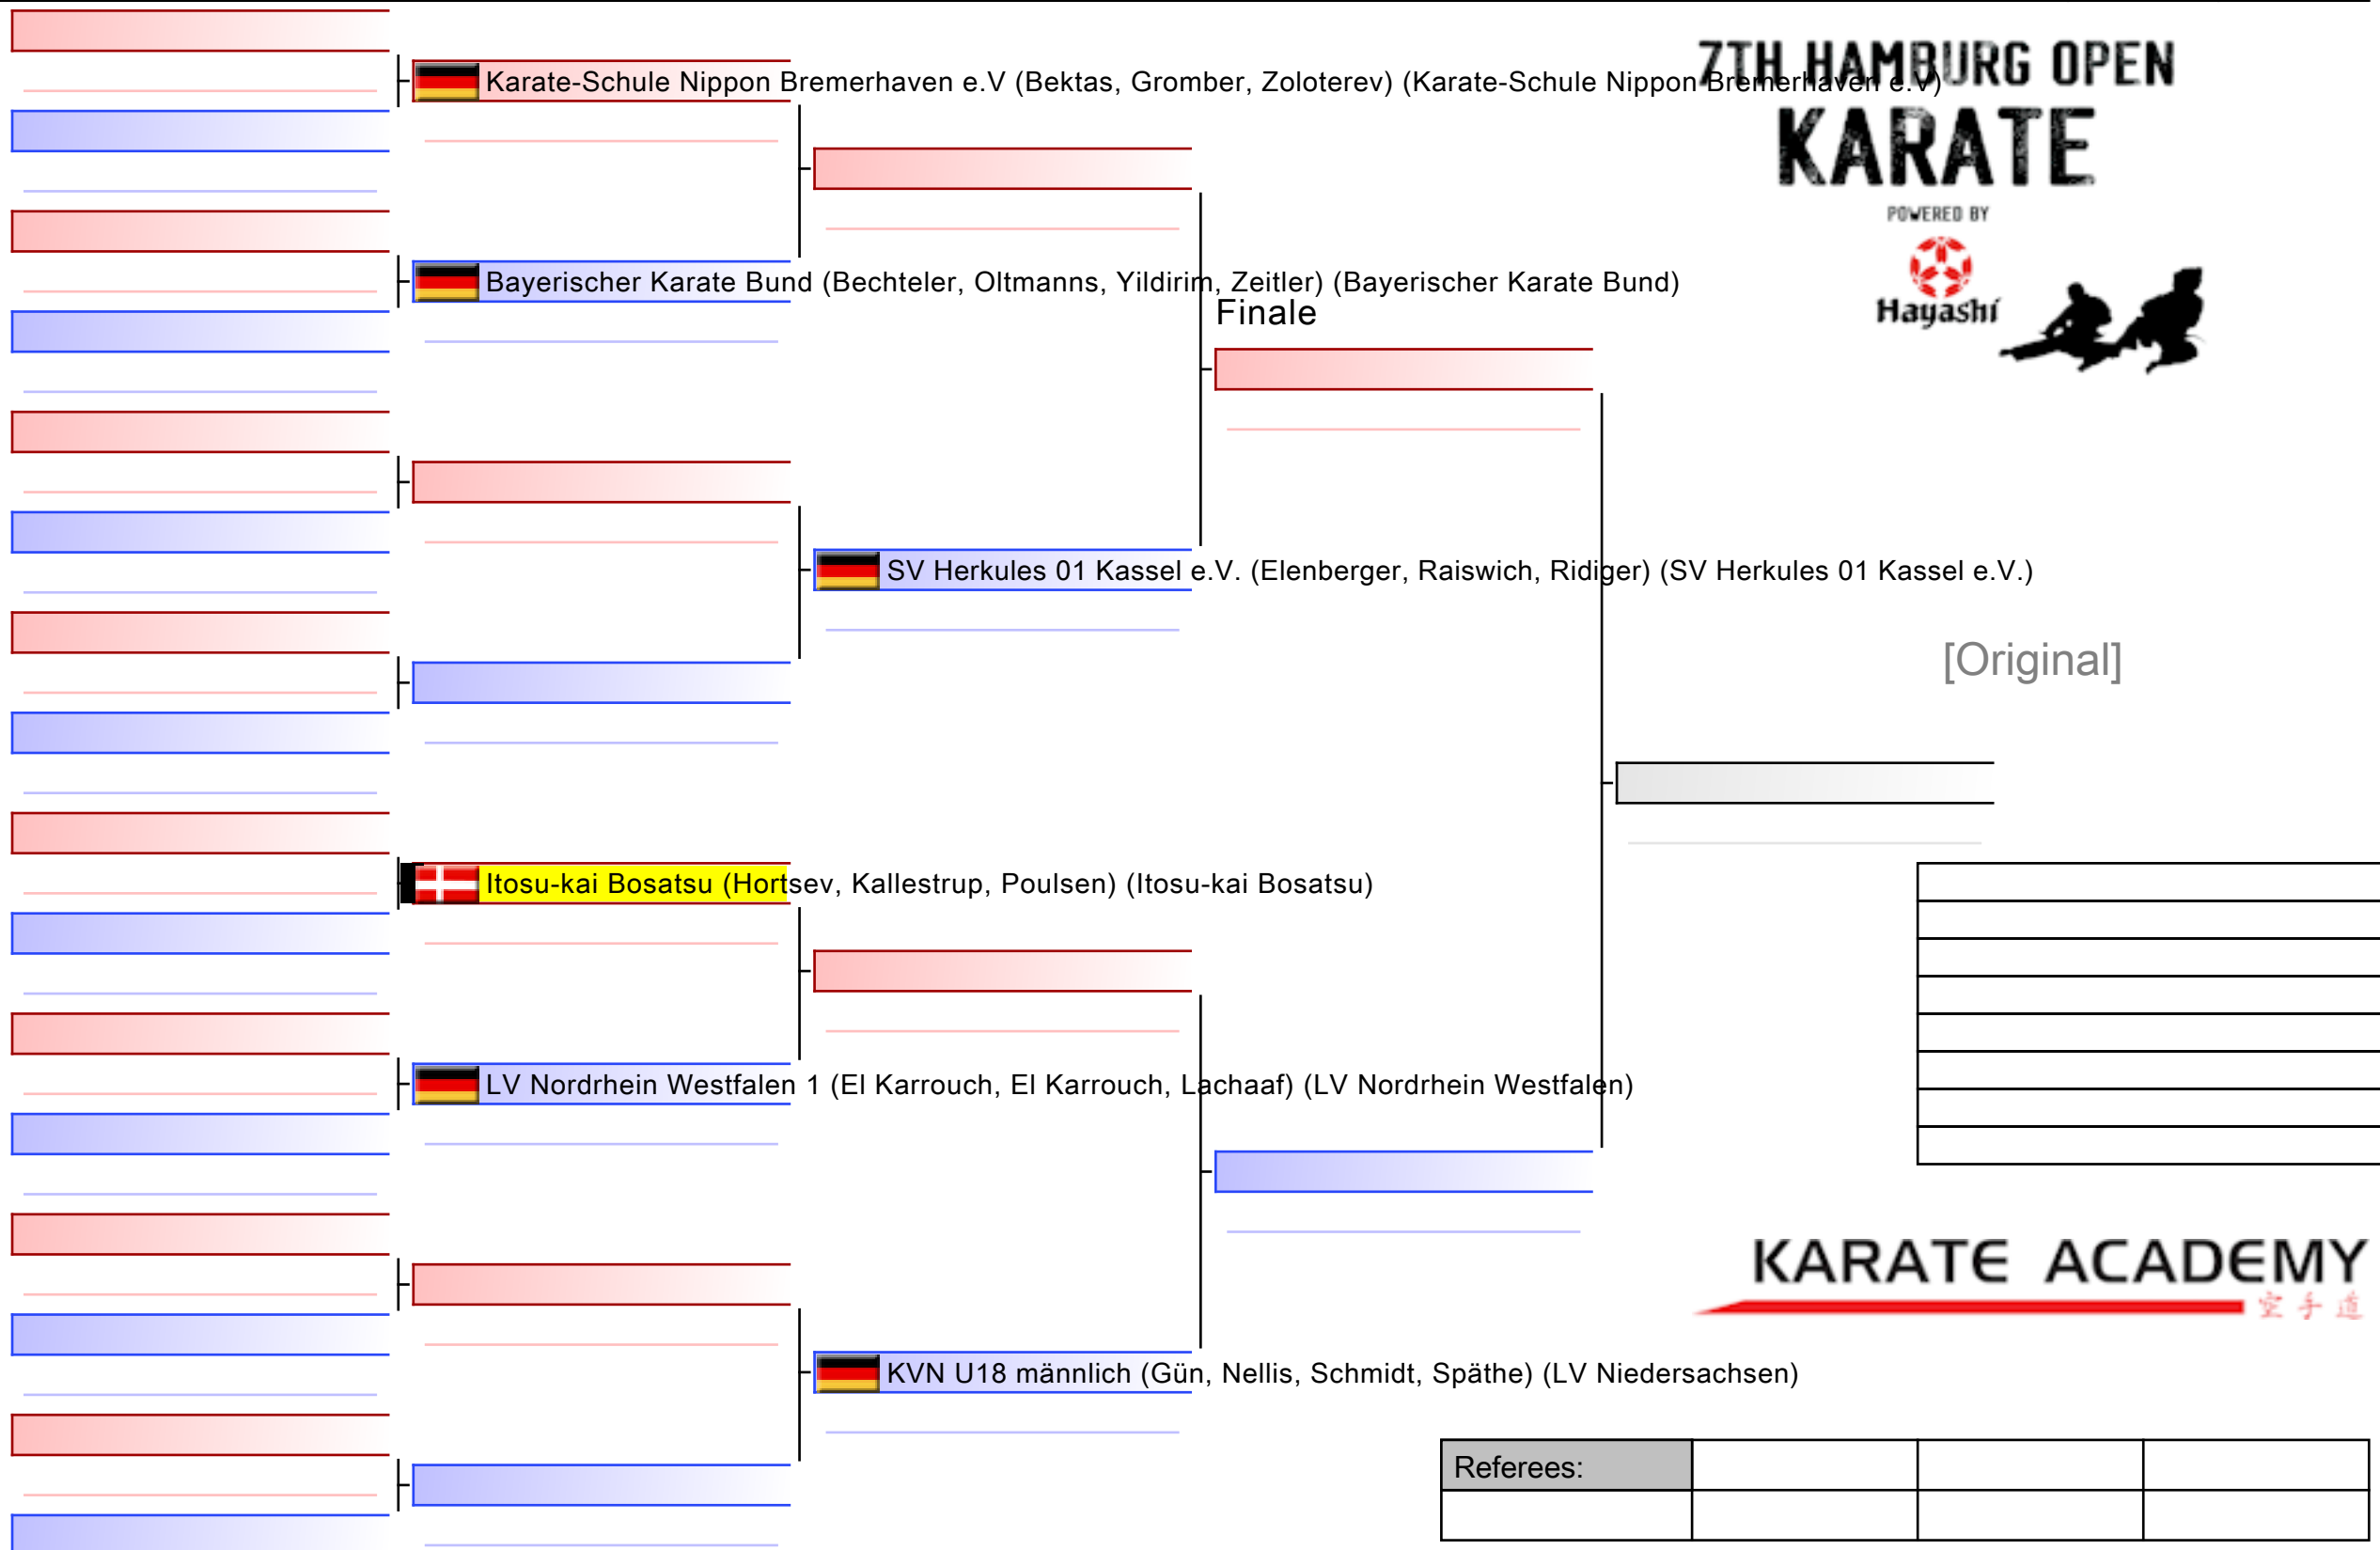 7TH HAMBURG OPEN
Karate-Schule Nippon Bremerhaven e.V (Bektas, Gromber, Zoloterev) (Karate-Schule Nippon Bremerhaven e.V)
KARATE
POWERED BY
Hayashi
Bayerischer Karate Bund (Bechteler, Oltmanns, Yildirim, Zeitler) (Bayerischer Karate Bund)
Finale
SV Herkules 01 Kassel e.V. (Elenberger, Raiswich, Ridiger) (SV Herkules 01 Kassel e.V.)
[Original]
Itosu-kai Bosatsu (Hortsev, Kallestrup, Poulsen) (Itosu-kai Bosatsu)
LV Nordrhein Westfalen 1 (El Karrouch, El Karrouch, Lachaaf) (LV Nordrhein Westfalen)
KARATE ACADEMY
空手道
KVN U18 männlich (Gün, Nellis, Schmidt, Späthe) (LV Niedersachsen)
Referees: